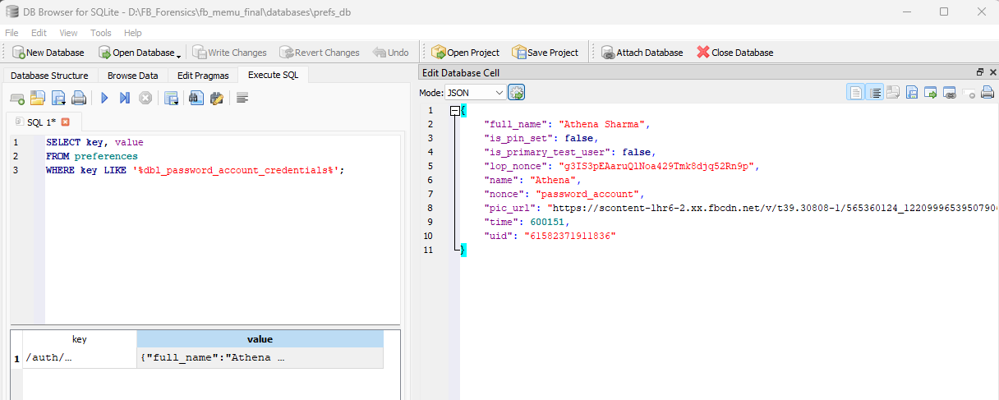 DB Browser for SQLite - D:\FB_Forensics\fb_memu_final\databases\prefs_db
File Edit View Tools Help
New Database Open Database Write Changes Revert Changes Undo Open Project Save Project Attach Database Close Database
Database Structure Browse Data Edit Pragmas Execute SQL
SQL 1*
1 SELECT key, value
2 FROM preferences
3 WHERE key LIKE '%dbl_password_account_credentials%';
key value
1 /auth/… {"full_name":"Athena …
Edit Database Cell
Mode: JSON
1 {
2 "full_name": "Athena Sharma",
3 "is_pin_set": false,
4 "is_primary_test_user": false,
5 "lop_nonce": "g3IS3pEAaruQlNoa429Tmk8djq52Rn9p",
6 "name": "Athena",
7 "nonce": "password_account",
8 "pic_url": "https://scontent-lhr6-2.xx.fbcdn.net/v/t39.30808-1/565360124_1220999653950790
9 "time": 600151,
10 "uid": "61582371911836"
11 }